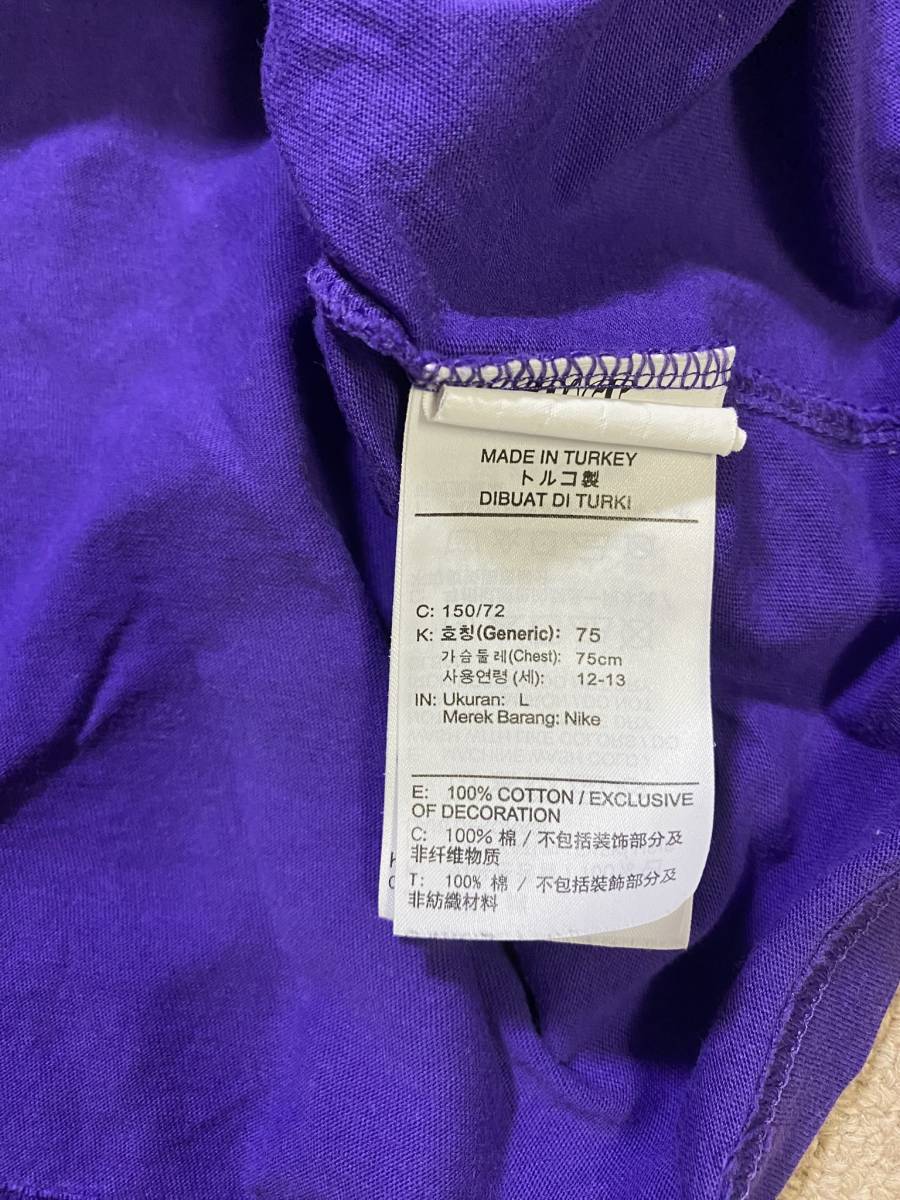 MADE IN TURKEY
トルコ製
DIBUAT DI TURKI
C: 150/72
K: 호칭(Generic): 75
가슴둘레(Chest): 75cm
사용연령 (세): 12-13
IN: Ukuran: L
Merek Barang: Nike
E: 100% COTTON / EXCLUSIVE
OF DECORATION
C: 100% 棉 / 不包括装饰部分及
非纤维物质
T: 100% 棉 / 不包括裝飾部分及
非紡織材料